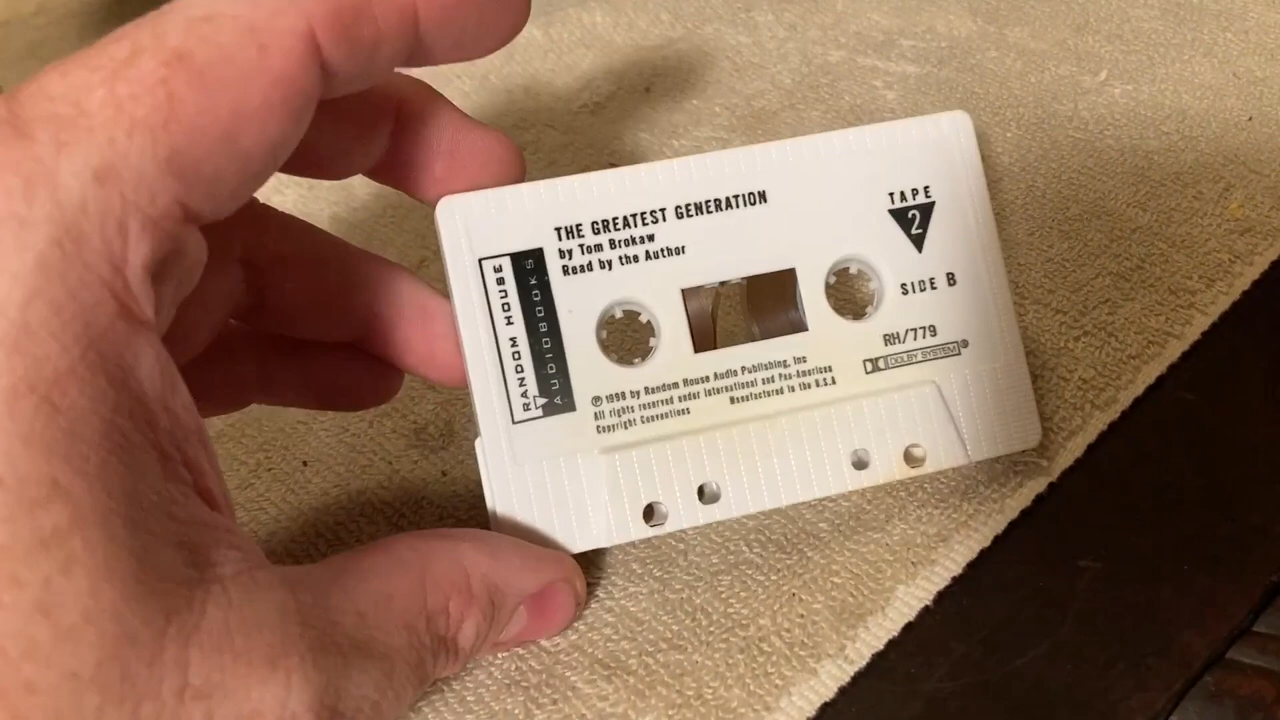 THE GREATEST GENERATION
by Tom Brokaw
Read by the Author
RANDOM HOUSE
AUDIOBOOKS
TAPE
2
SIDE B
RH/779
DOLBY SYSTEM®
℗ 1998 by Random House Audio Publishing, Inc
All rights reserved under International and Pan-American
Copyright Conventions Manufactured in the U.S.A